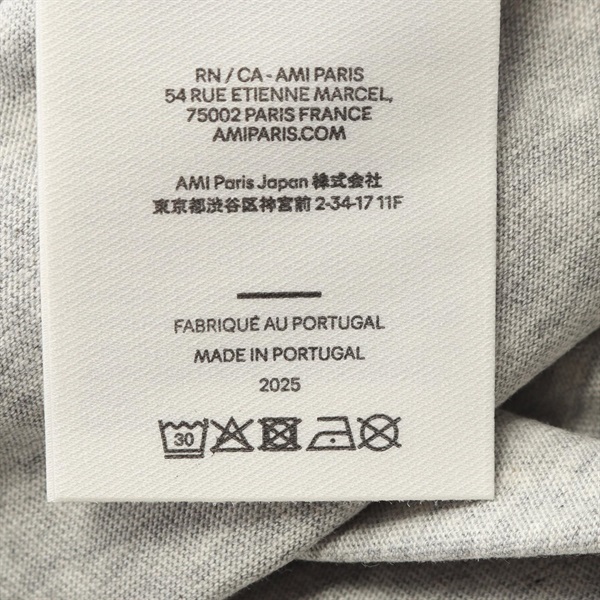 RN / CA - AMI PARIS
54 RUE ETIENNE MARCEL,
75002 PARIS FRANCE
AMIPARIS.COM
AMI Paris Japan 株式会社
東京都渋谷区神宮前 2-34-17 11F
FABRIQUÉ AU PORTUGAL
MADE IN PORTUGAL
2025
30